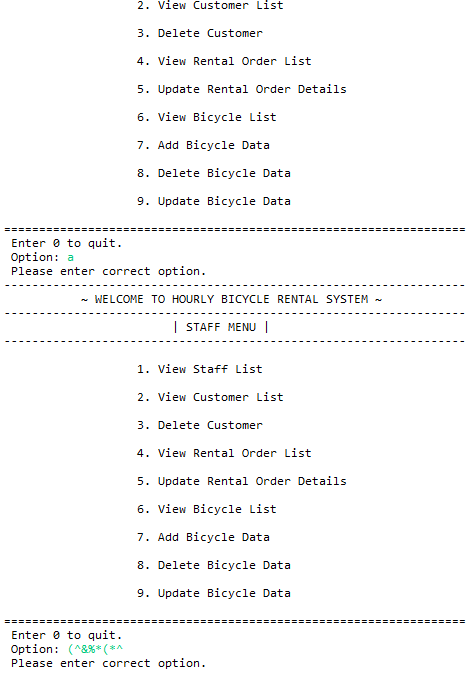 2. View Customer List
3. Delete Customer
4. View Rental Order List
5. Update Rental Order Details
6. View Bicycle List
7. Add Bicycle Data
8. Delete Bicycle Data
9. Update Bicycle Data
==================================================================
Enter 0 to quit.
Option: a
Please enter correct option.
------------------------------------------------------------------
~ WELCOME TO HOURLY BICYCLE RENTAL SYSTEM ~
------------------------------------------------------------------
| STAFF MENU |
------------------------------------------------------------------
1. View Staff List
2. View Customer List
3. Delete Customer
4. View Rental Order List
5. Update Rental Order Details
6. View Bicycle List
7. Add Bicycle Data
8. Delete Bicycle Data
9. Update Bicycle Data
==================================================================
Enter 0 to quit.
Option: (^&%*(*^
Please enter correct option.